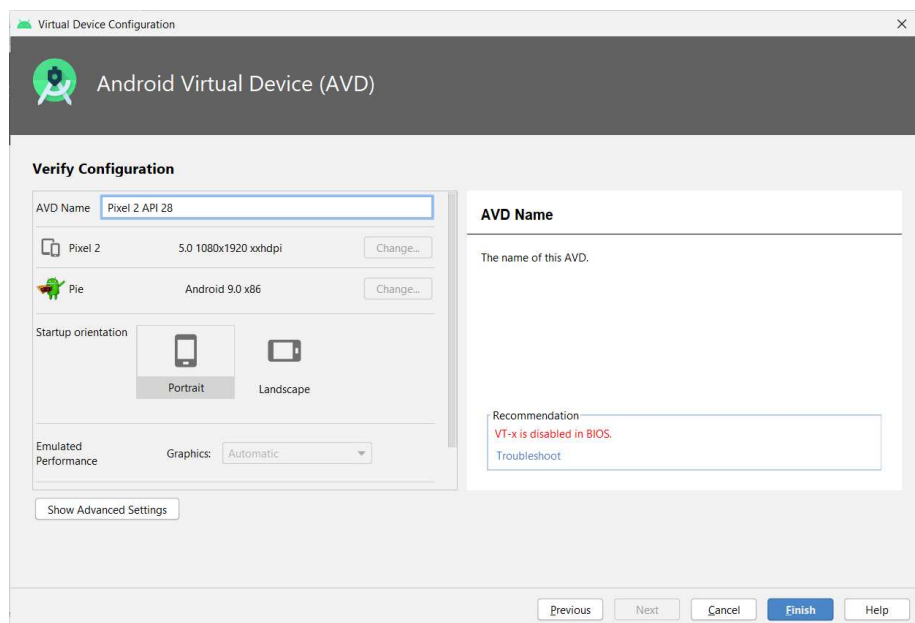 Virtual Device Configuration
Android Virtual Device (AVD)
Verify Configuration
AVD Name Pixel 2 API 28
Pixel 2 5.0 1080x1920 xxhdpi Change...
Pie Android 9.0 x86 Change...
Startup orientation
Portrait Landscape
Emulated
Performance
Graphics: Automatic
Show Advanced Settings
AVD Name
The name of this AVD.
Recommendation
VT-x is disabled in BIOS.
Troubleshoot
Previous Next Cancel Finish Help